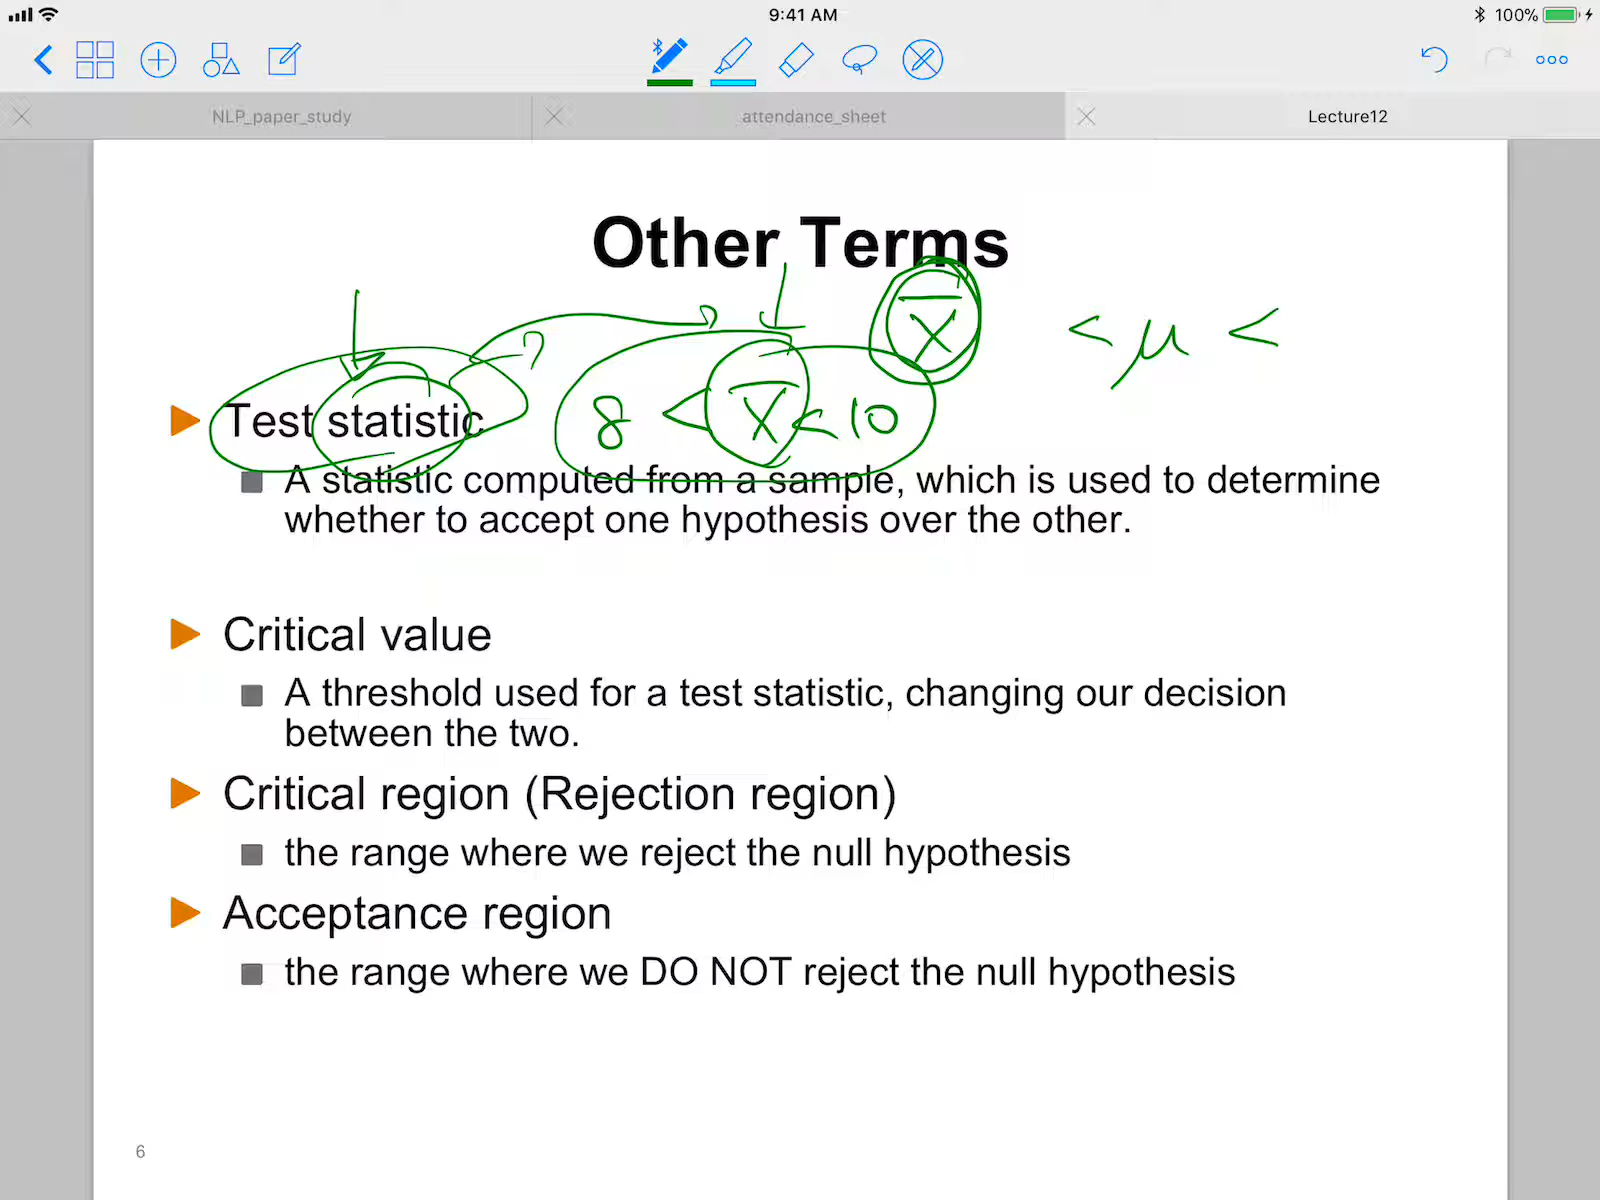 9:41 AM
100%
NLP_paper_study
attendance_sheet
Lecture12
Other Terms
X̄ < μ <
8 < X̄ < 10
Test statistic
A statistic computed from a sample, which is used to determine
whether to accept one hypothesis over the other.
Critical value
A threshold used for a test statistic, changing our decision
between the two.
Critical region (Rejection region)
the range where we reject the null hypothesis
Acceptance region
the range where we DO NOT reject the null hypothesis
6